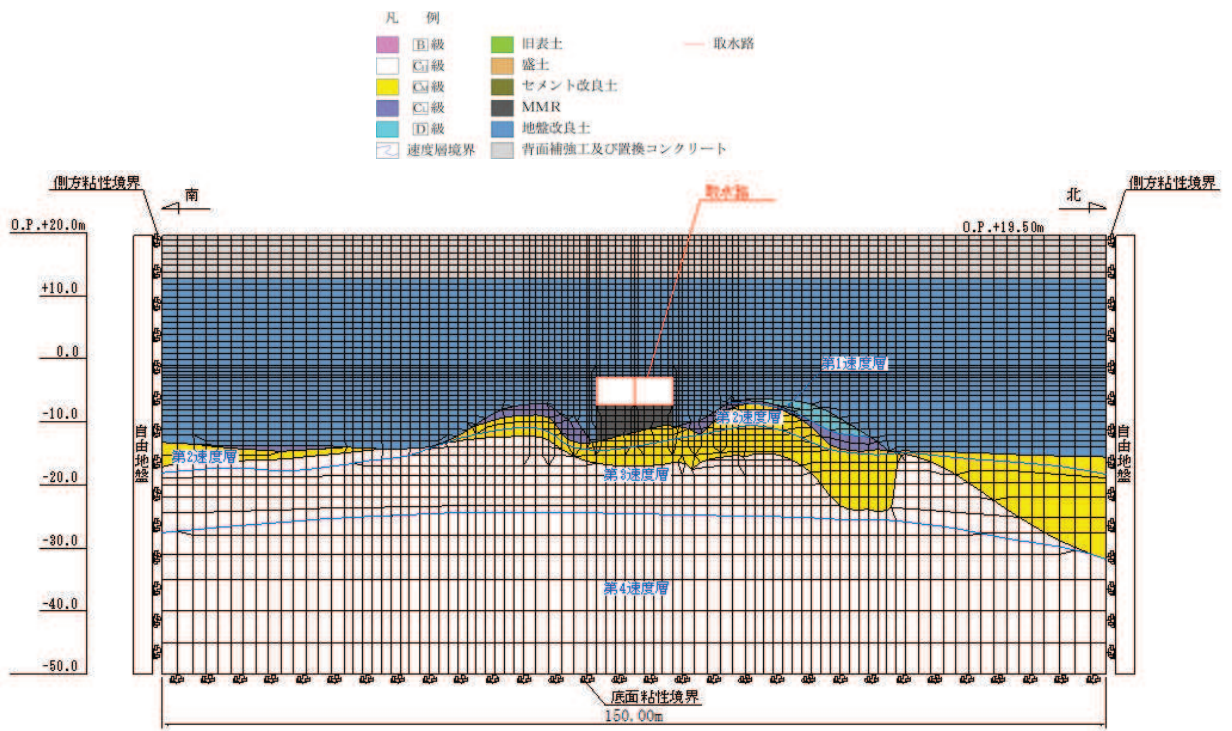 凡 例
B級
CH級
CM級
CL級
D級
速度層境界
旧表土
盛土
セメント改良土
MMR
地盤改良土
背面補強工及び置換コンクリート
取水路
側方粘性境界
南
取水路
北
側方粘性境界
O.P.+20.0m
O.P.+19.50m
+10.0
0.0
-10.0
-20.0
-30.0
-40.0
-50.0
自由地盤
自由地盤
第1速度層
第2速度層
第2速度層
第3速度層
第4速度層
底面粘性境界
150.00m